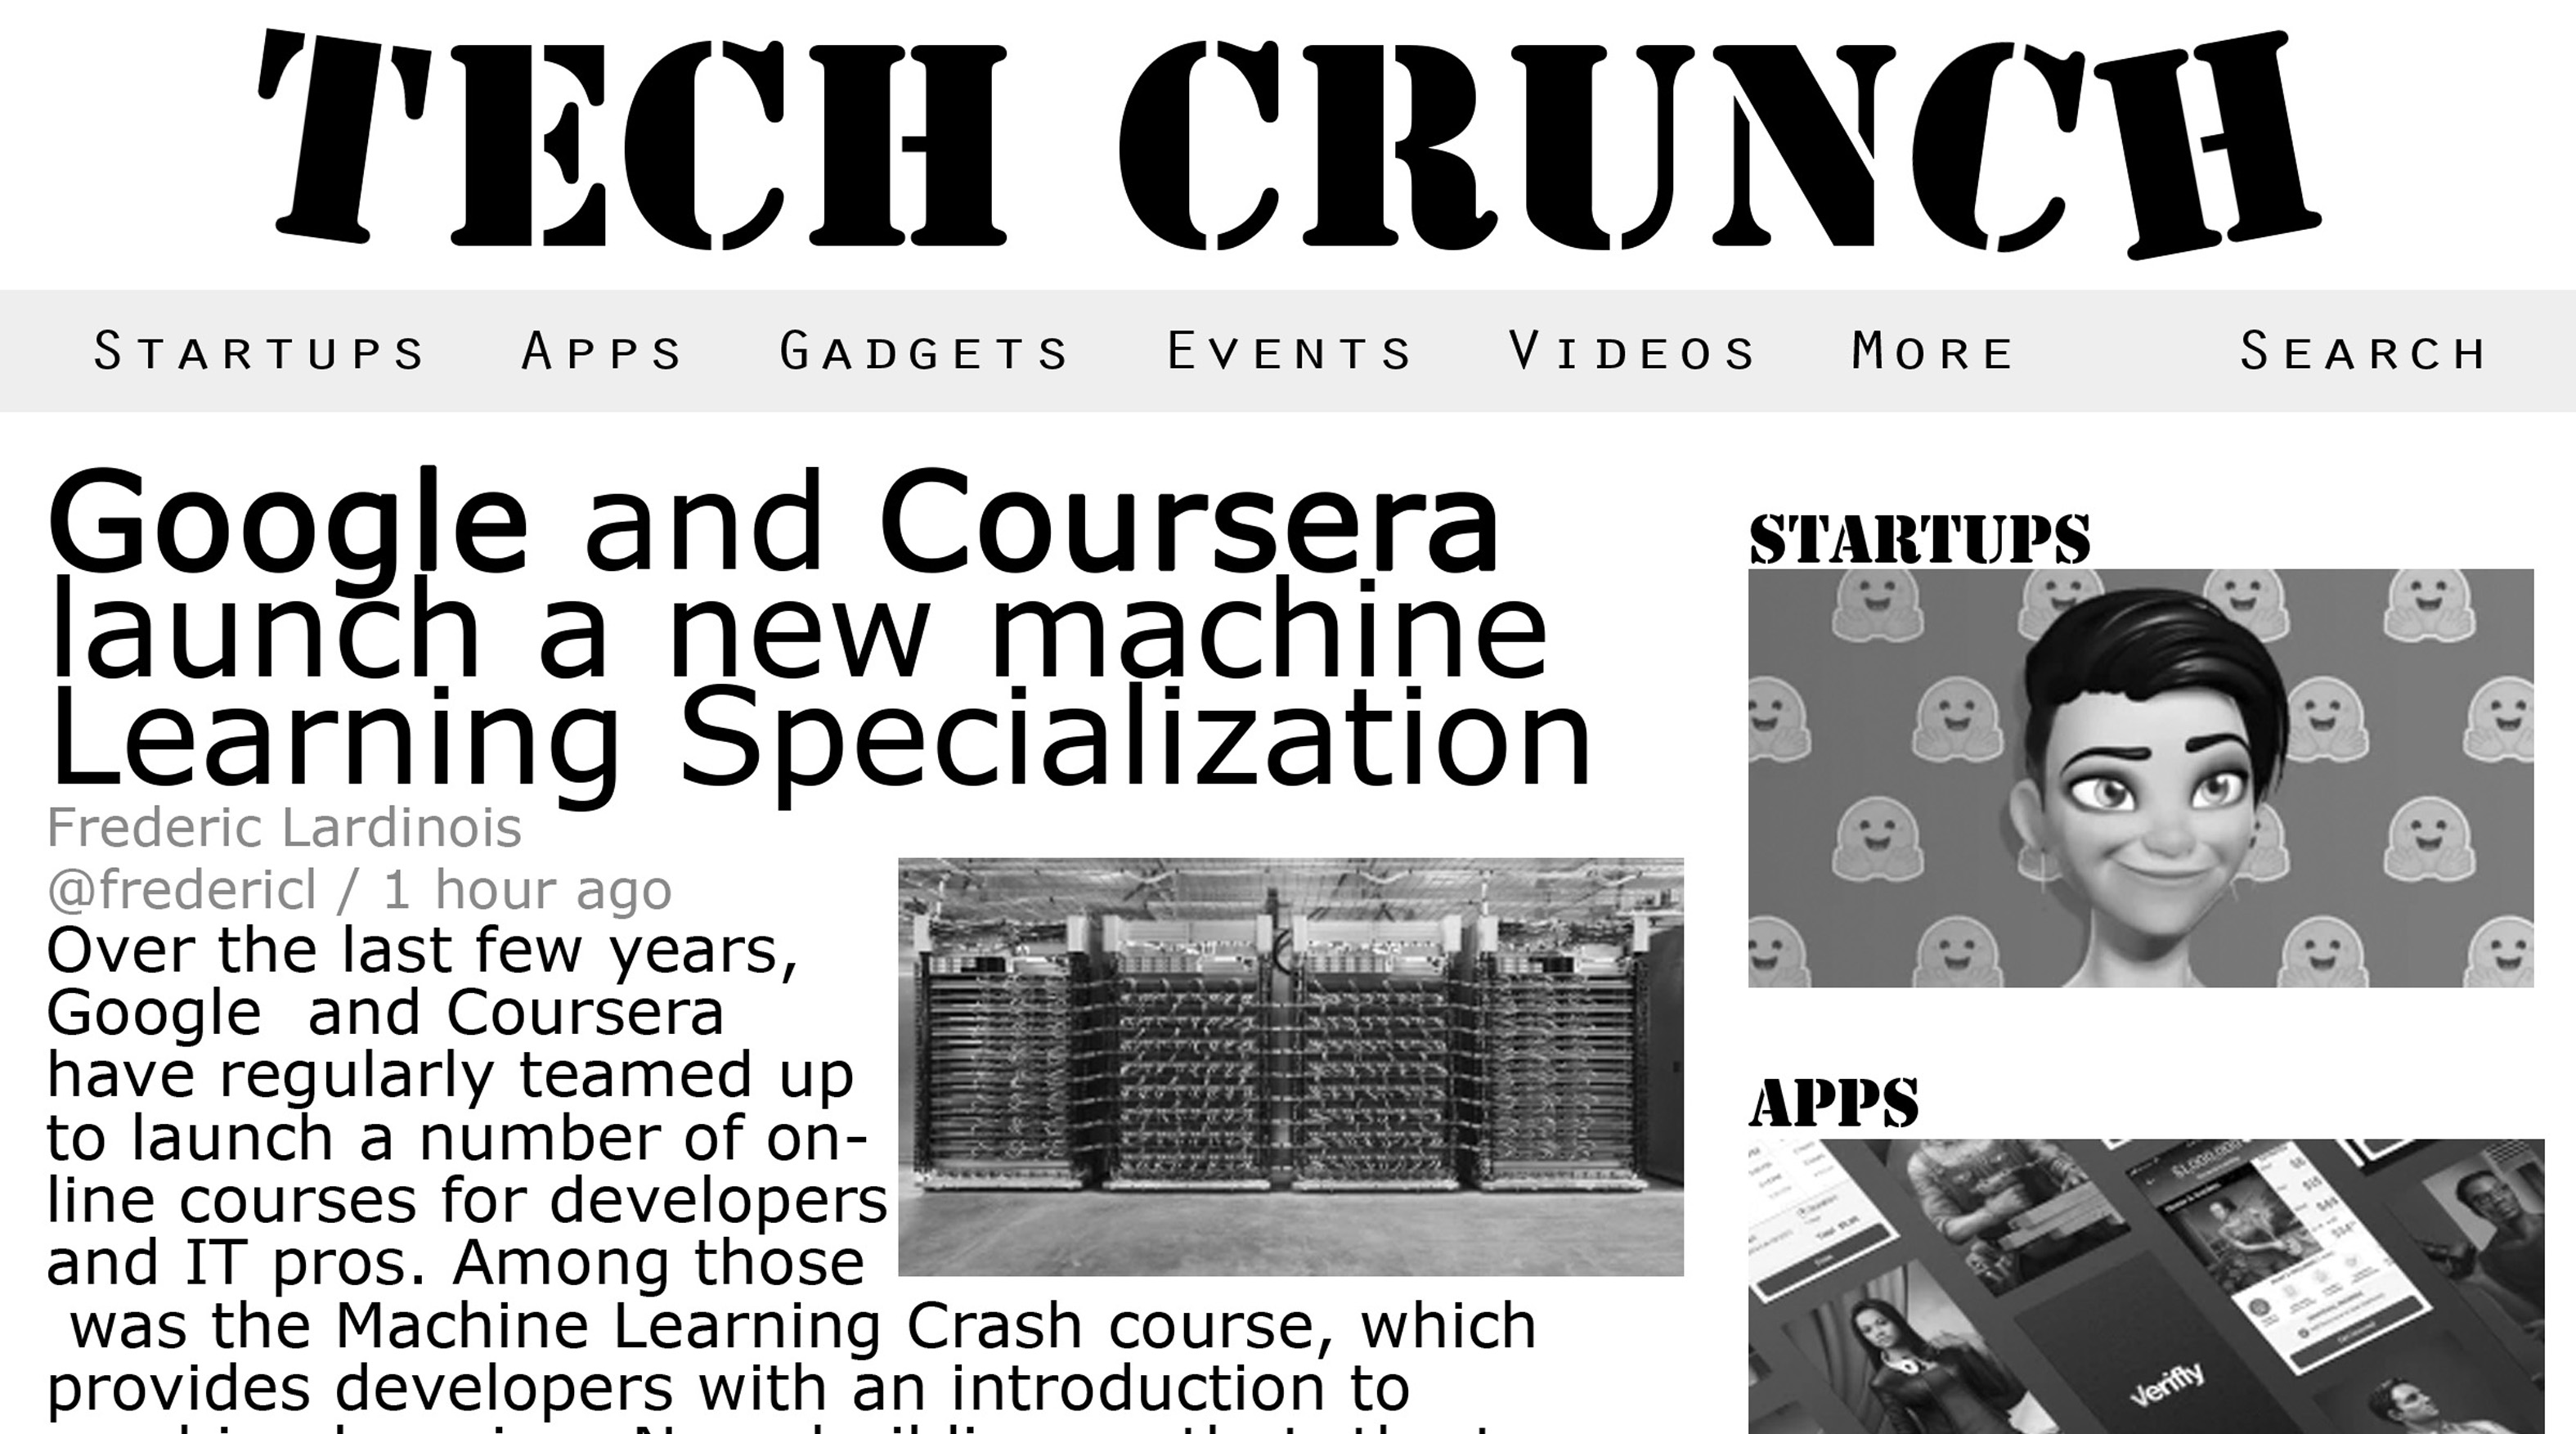 TECH CRUNCH
STARTUPS APPS GADGETS EVENTS VIDEOS MORE SEARCH
Google and Coursera
launch a new machine
Learning Specialization
Frederic Lardinois
@fredericl / 1 hour ago
Over the last few years,
Google and Coursera
have regularly teamed up
to launch a number of on-
line courses for developers
and IT pros. Among those
was the Machine Learning Crash course, which
provides developers with an introduction to
STARTUPS
APPS
$1,000,000
Verifly